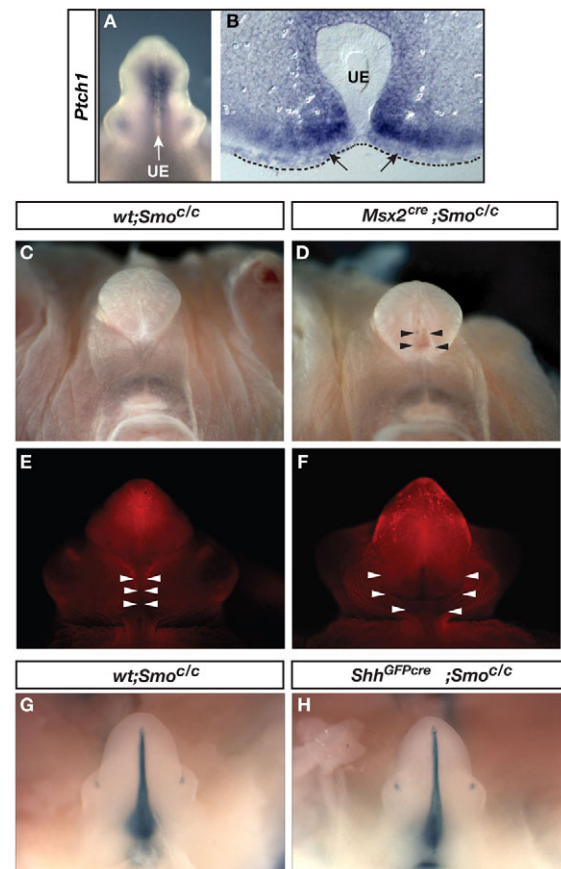 A
B
Ptch1
UE
UE
wt;Smo^c/c
Msx2^cre ;Smo^c/c
C
D
E
F
wt;Smo^c/c
Shh^GFPcre ;Smo^c/c
G
H